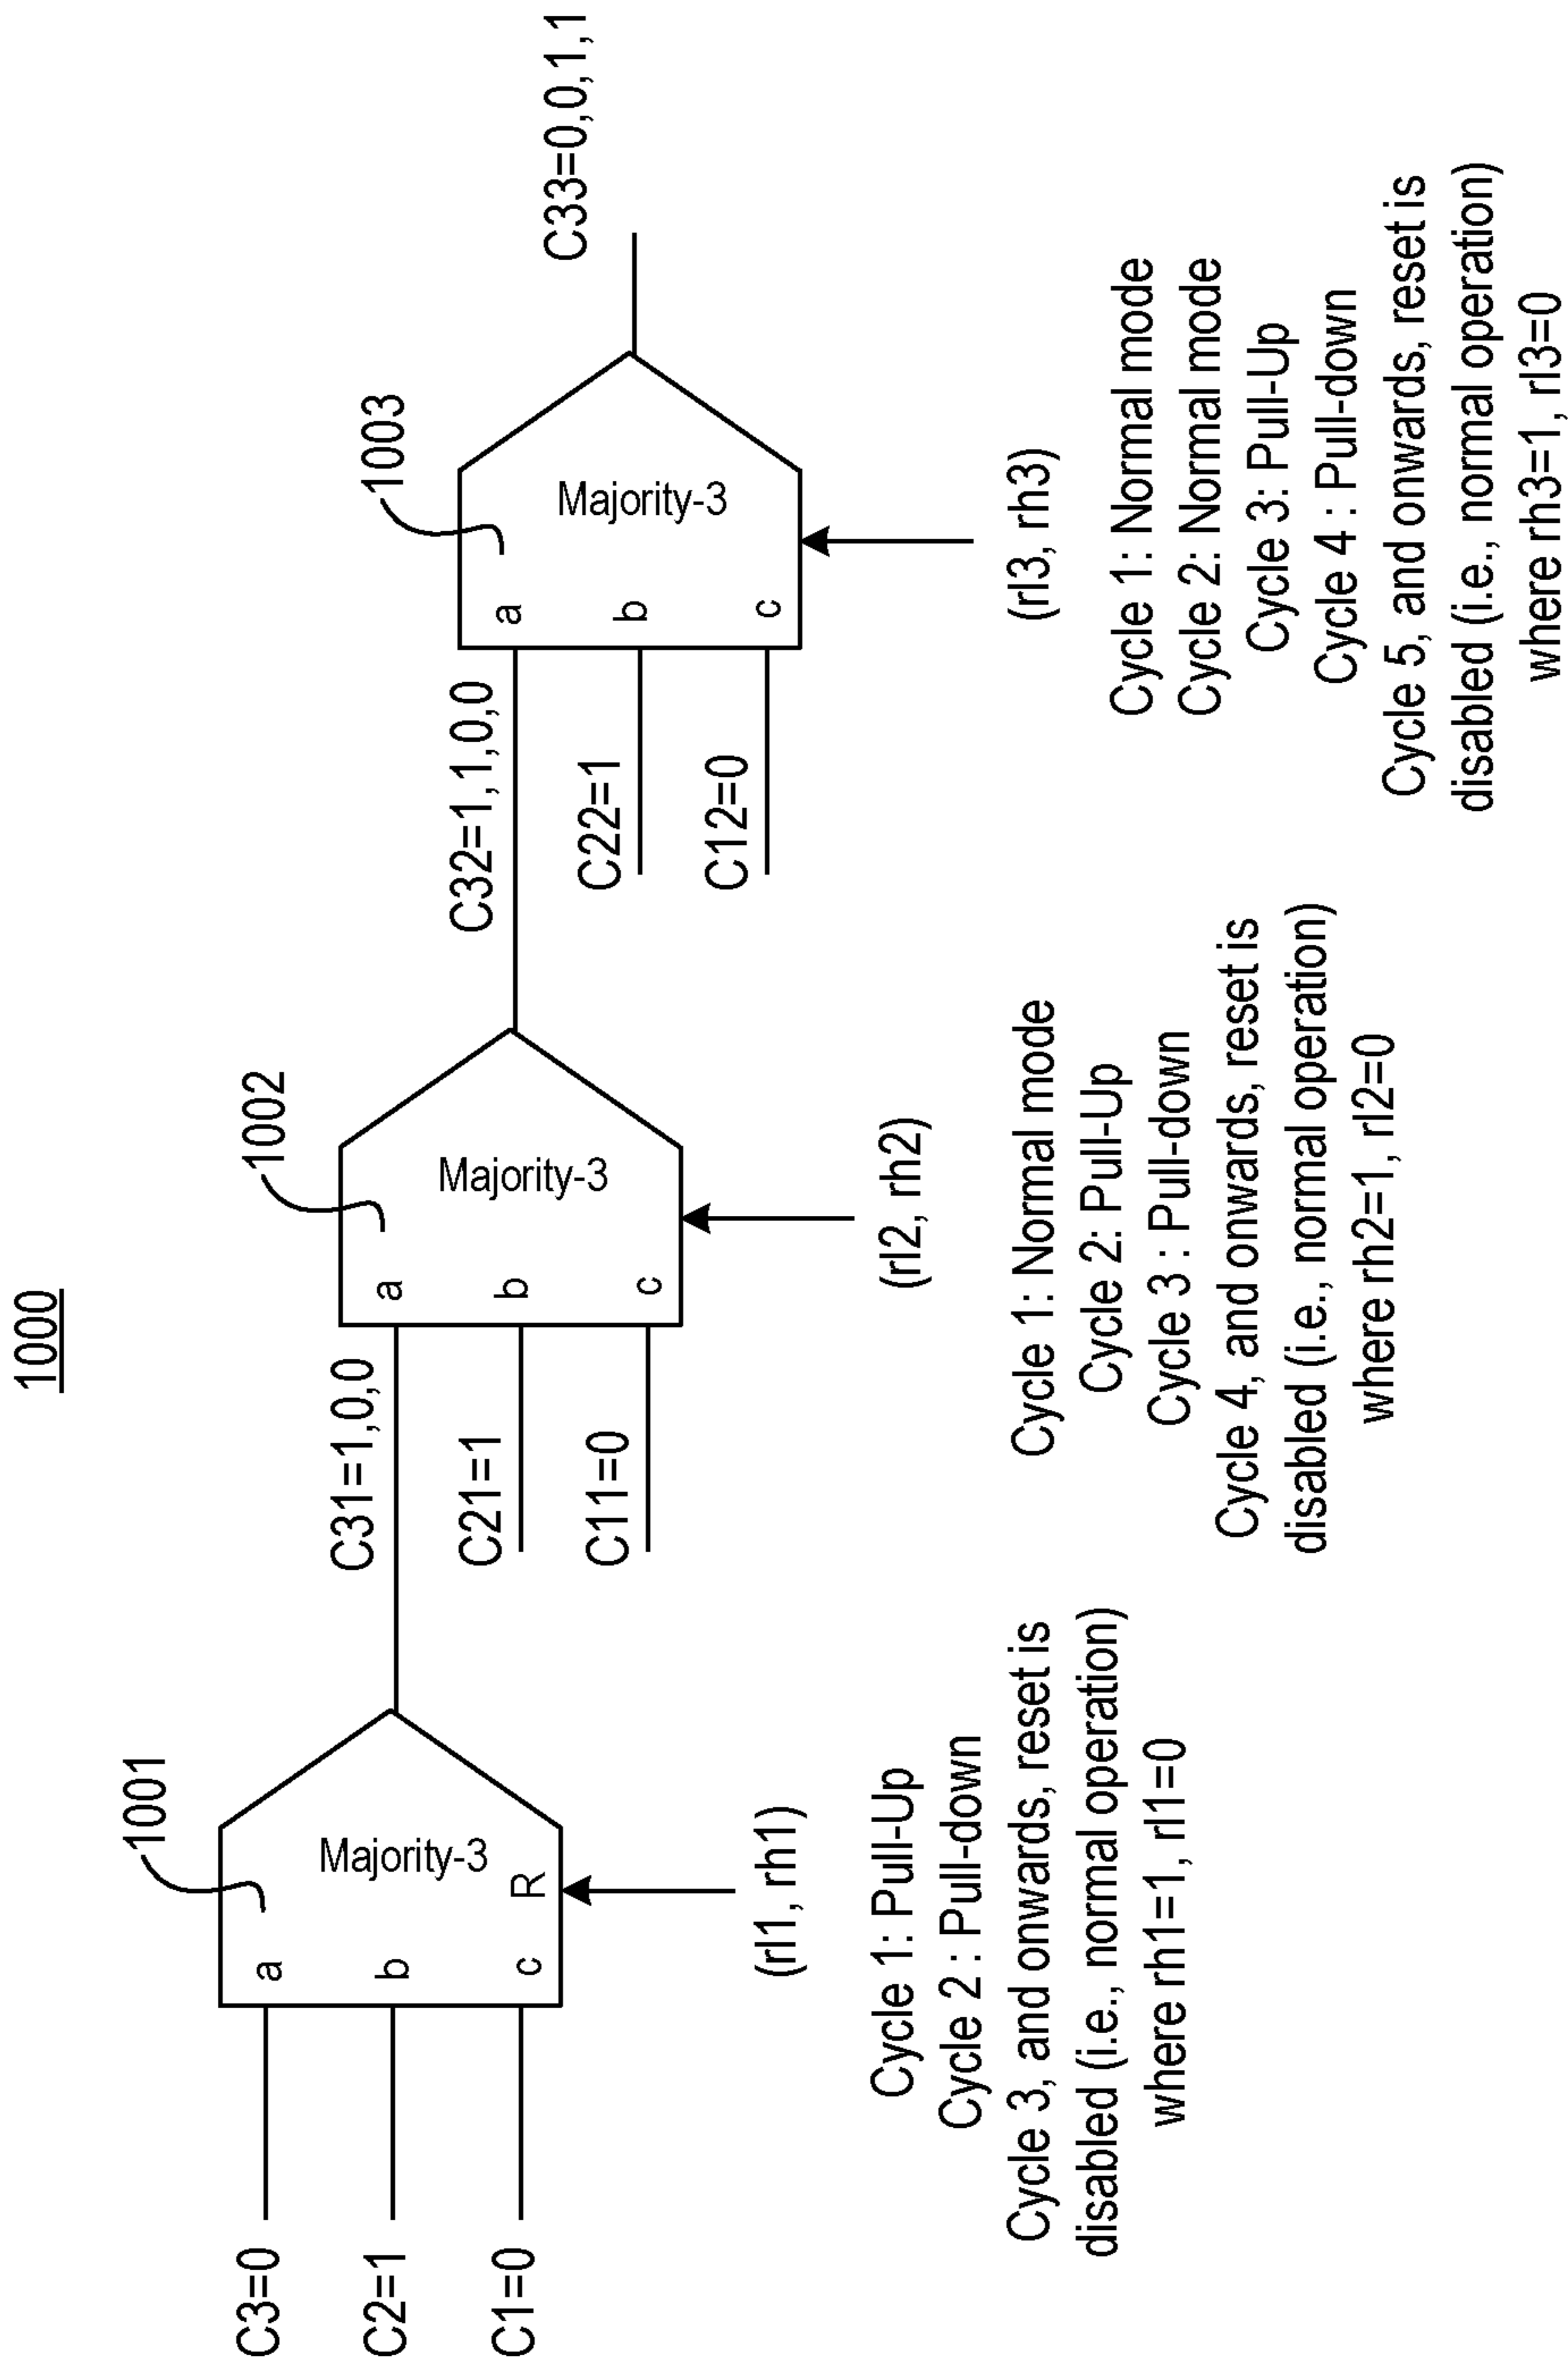 1000
1001
C3=0
C2=1
C1=0
a
b
c
R
Majority-3
(rl1, rh1)
Cycle 1: Pull-Up
Cycle 2 : Pull-down
Cycle 3, and onwards, reset is
disabled (i.e., normal operation)
where rh1=1, rl1=0
1002
C31=1,0,0
C21=1
C11=0
a
b
c
Majority-3
(rl2, rh2)
Cycle 1: Normal mode
Cycle 2: Pull-Up
Cycle 3 : Pull-down
Cycle 4, and onwards, reset is
disabled (i.e., normal operation)
where rh2=1, rl2=0
1003
C32=1,1,0,0
C22=1
C12=0
a
b
c
Majority-3
C33=0,0,1,1
(rl3, rh3)
Cycle 1: Normal mode
Cycle 2: Normal mode
Cycle 3: Pull-Up
Cycle 4 : Pull-down
Cycle 5, and onwards, reset is
disabled (i.e., normal operation)
where rh3=1, rl3=0